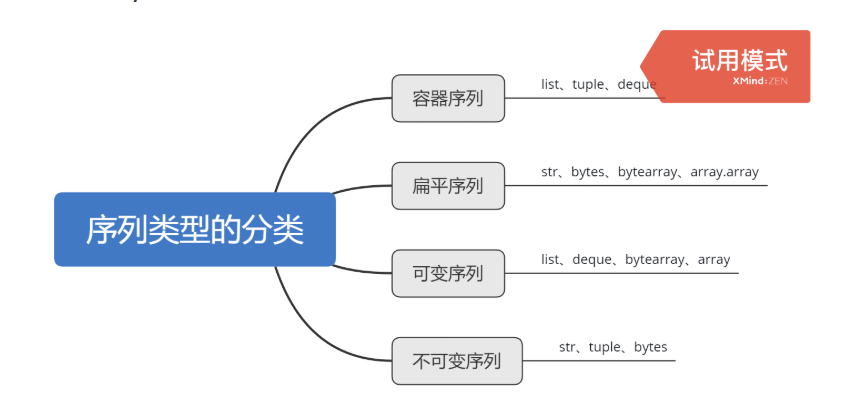 试用模式
XMind:ZEN
容器序列
list、tuple、deque
扁平序列
str、bytes、bytearray、array.array
序列类型的分类
可变序列
list、deque、bytearray、array
不可变序列
str、tuple、bytes